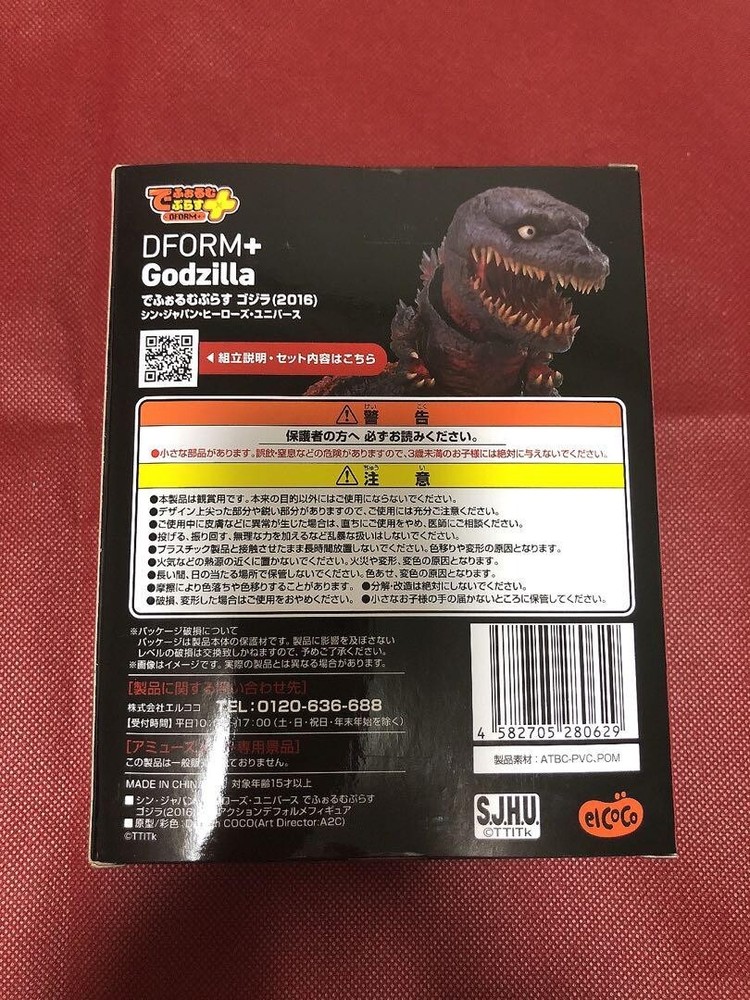 でふぉるむ
ぷらす
DFORM+
DFORM+
Godzilla
でふぉるむぷらす ゴジラ(2016)
シン・ジャパン・ヒーローズ・ユニバース
◀組立説明・セット内容はこちら
⚠警告
けい こく
保護者の方へ 必ずお読みください。
●小さな部品があります。誤飲・窒息などの危険がありますので、3歳未満のお子様には絶対に与えないでください。
⚠注意
ちゅう い
●本製品は観賞用です。本来の目的以外にはご使用にならないでください。
●デザイン上尖った部分や鋭い部分がありますので、ご使用には充分ご注意ください。
●ご使用中に皮膚などに異常が生じた場合は、直ちにご使用をやめ、医師にご相談ください。
●投げる、振り回す、無理な力を加えるなど乱暴な扱いはしないでください。
●プラスチック製品と接触させたまま長時間放置しないでください。色移りや変形の原因となります。
●火気などの熱源の近くに置かないでください。火災や変形、変色の原因となります。
●長い間、日の当たる場所で保管しないでください。色あせ、変色の原因となります。
●摩擦により色落ちや色移りすることがあります。 ●分解・改造は絶対にしないでください。
●破損、変形した場合はご使用をおやめください。 ●小さなお子様の手の届かないところに保管してください。
※パッケージ破損について
パッケージは製品本体の保護材です。製品に影響を及ぼさない
レベルの破損は交換致しかねますので、予めご了承ください。
※画像はイメージです。実際の製品とは異なる場合があります。
[製品に関する い合わせ先]
株式会社エルココ TEL:0120-636-688
【受付時間】平日10: -17:00(土・日・祝日・年末年始を除く)
[アミューズ 専用景品]
この製品は一般販 ておりません。
MADE IN CHINA 対象年齢15才以上
■シン・ジャパン・ヒーローズ・ユニバース でふぉるむぷらす
ゴジラ(2016) アクションデフォルメフィギュア
■原型/彩色: D h COCO(Art Director:A2C)
©TTITk
4 582705 280629
製品素材:ATBC-PVC、POM
S.J.H.U.
©TTITk
elCoCo